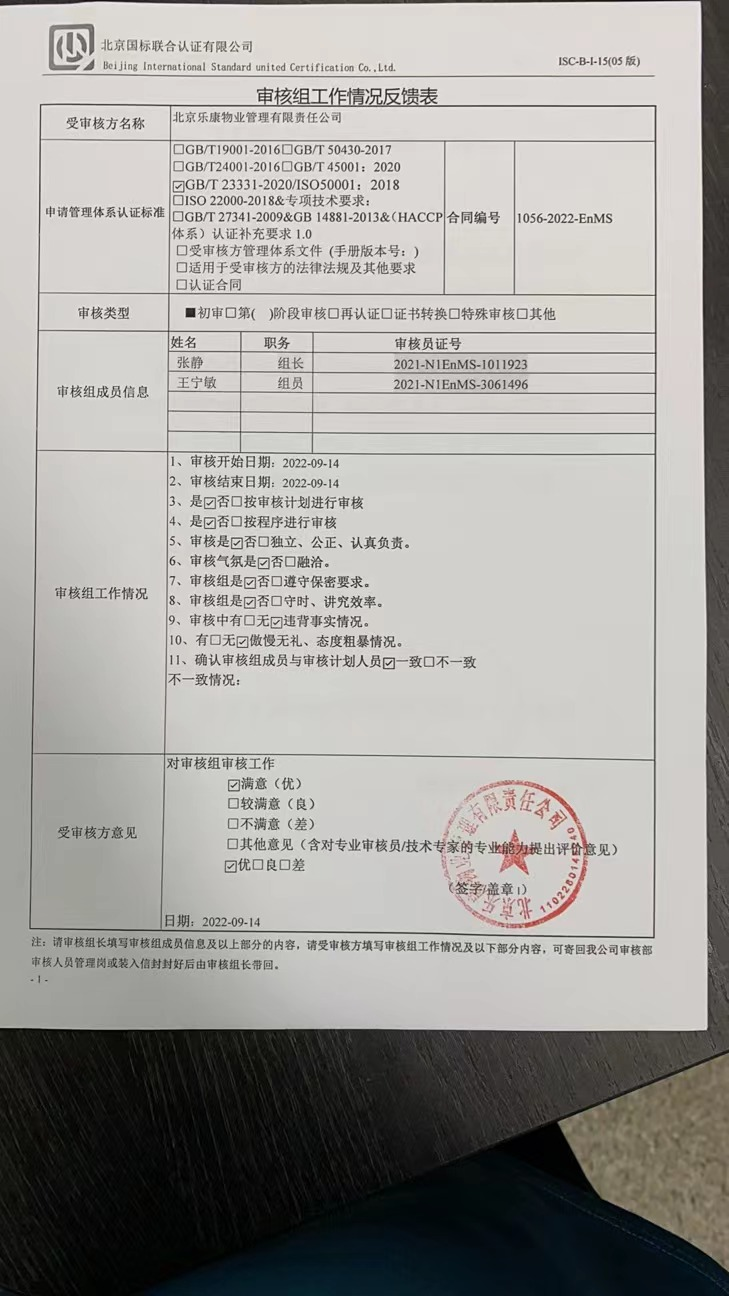 北京国标联合认证有限公司
Beijing International Standard united Certification Co.,Ltd.
ISC-B-I-15(05 版)
审核组工作情况反馈表
受审核方名称
北京乐康物业管理有限责任公司
申请管理体系认证标准
□GB/T19001-2016□GB/T 50430-2017
□GB/T24001-2016□GB/T 45001：2020
☑GB/T 23331-2020/ISO50001：2018
□ISO 22000-2018&专项技术要求：
□GB/T 27341-2009&GB 14881-2013&（HACCP
体系）认证补充要求 1.0
□受审核方管理体系文件（手册版本号：）
□适用于受审核方的法律法规及其他要求
□认证合同
合同编号
1056-2022-EnMS
审核类型
■初审□第( )阶段审核□再认证□证书转换□特殊审核□其他
审核组成员信息
姓名 职务 审核员证号
张静 组长 2021-N1EnMS-1011923
王宁敏 组员 2021-N1EnMS-3061496
审核组工作情况
1、审核开始日期：2022-09-14
2、审核结束日期：2022-09-14
3、是☑否□按审核计划进行审核
4、是☑否□按程序进行审核
5、审核是☑否□独立、公正、认真负责。
6、审核气氛是☑否□融洽。
7、审核组是☑否□遵守保密要求。
8、审核组是☑否□守时、讲究效率。
9、审核中有□无☑违背事实情况。
10、有□无☑傲慢无礼、态度粗暴情况。
11、确认审核组成员与审核计划人员☑一致□不一致
不一致情况：
受审核方意见
对审核组审核工作
☑满意（优）
□较满意（良）
□不满意（差）
□其他意见（含对专业审核员/技术专家的专业能力提出评价意见）
☑优□良□差
（签字/盖章）
日期：2022-09-14
注：请审核组长填写审核组成员信息及以上部分的内容，请受审核方填写审核组工作情况及以下部分内容，可寄回我公司审核部
审核人员管理岗或装入信封封好后由审核组长带回。
- 1 -